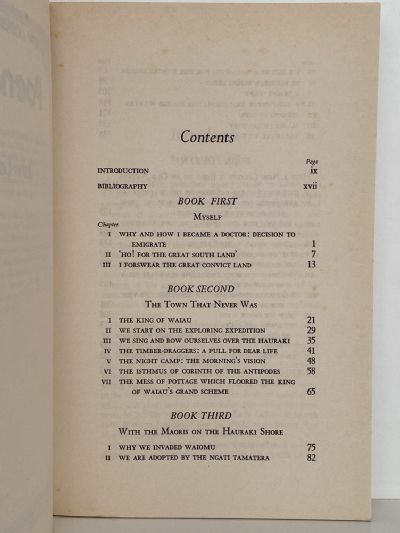 Contents
Page
INTRODUCTION ix
BIBLIOGRAPHY xvii
BOOK FIRST
MYSELF
Chapter
I WHY AND HOW I BECAME A DOCTOR: DECISION TO
EMIGRATE 1
II 'HO! FOR THE GREAT SOUTH LAND' 7
III I FORSWEAR THE GREAT CONVICT LAND 13
BOOK SECOND
THE TOWN THAT NEVER WAS
I THE KING OF WAIAU 21
II WE START ON THE EXPLORING EXPEDITION 29
III WE SING AND ROW OURSELVES OVER THE HAURAKI 35
IV THE TIMBER-DRAGGERS: A PULL FOR DEAR LIFE 41
V THE NIGHT CAMP: THE MORNING'S VISION 48
VI THE ISTHMUS OF CORINTH OF THE ANTIPODES 58
VII THE MESS OF POTTAGE WHICH FLOORED THE KING
OF WAIAU'S GRAND SCHEME 65
BOOK THIRD
WITH THE MAORIS ON THE HAURAKI SHORE
I WHY WE INVADED WAIOMU 75
II WE ARE ADOPTED BY THE NGATI TAMATERA 82